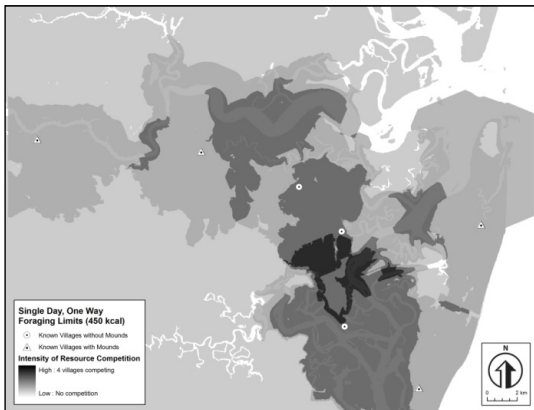 Single Day, One Way
Foraging Limits (450 kcal)
Known Villages without Mounds
Known Villages with Mounds
Intensity of Resource Competition
High : 4 villages competing
Low : No competition
N
0 2 km